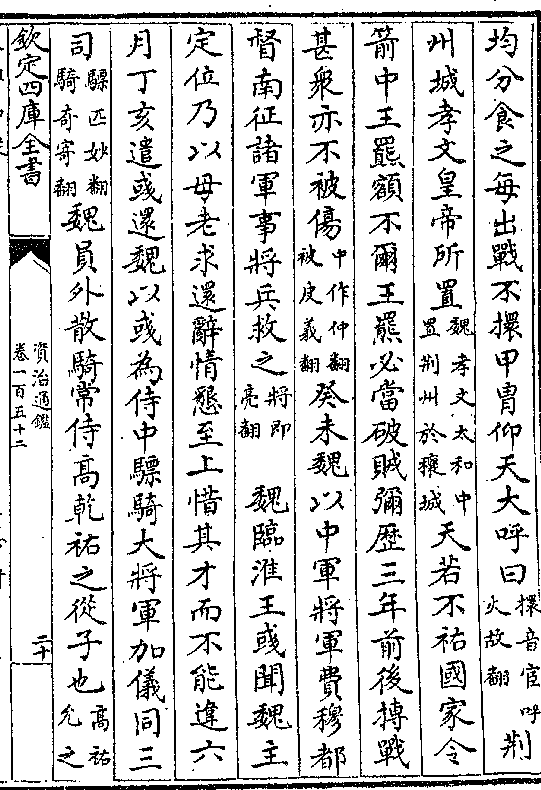 均分食之每出戰不擐甲胄仰天大呼曰擐音宦呼火故翻荆
州城孝文皇帝所置魏孝文太和中置荆州於穰城天若不祐國家令
箭中王羆額不爾王羆必當破賊彌歷三年前後搏戰
甚衆亦不被傷中作仲翻被皮義翻癸未魏以中軍將軍費穆都
督南征諸軍事將兵救之將即亮翻 魏臨淮王彧聞魏主
定位乃以母老求還辭情懇至上惜其才而不能違六
月丁亥遣彧還魏以彧為侍中驃騎大將軍加儀同三
司驃匹妙翻騎奇寄翻魏員外散騎常侍高乾祐之從子也高祐允之
欽定四庫全書
資治通鑑
卷一百五十二
二十